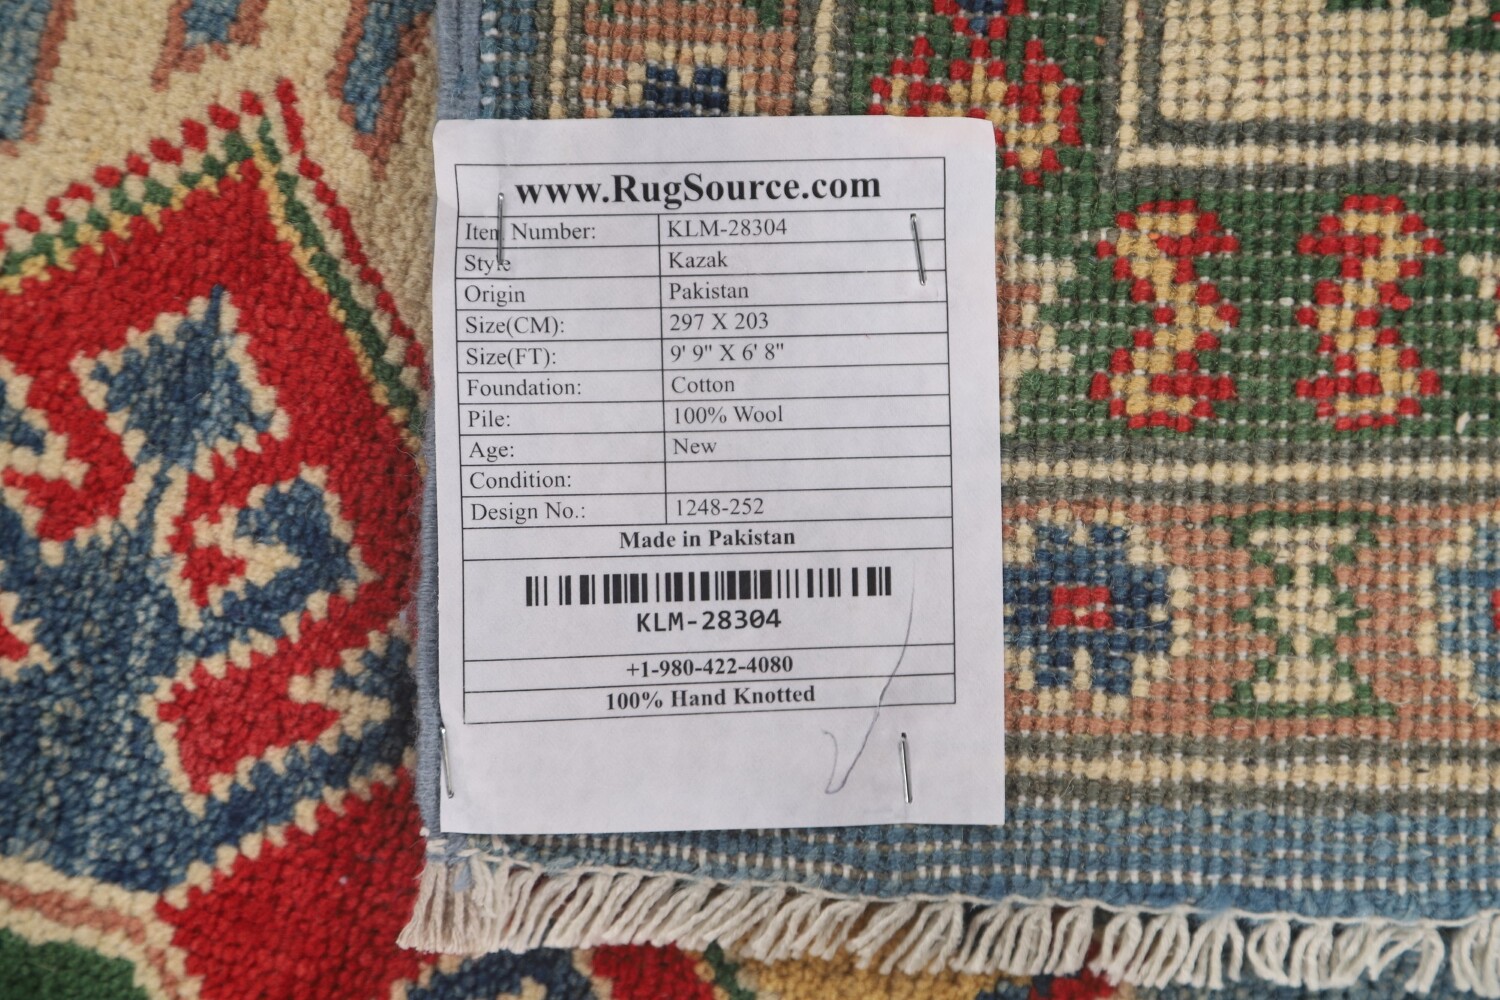 www.RugSource.com
Item Number: KLM-28304
Style Kazak
Origin Pakistan
Size(CM): 297 X 203
Size(FT): 9' 9" X 6' 8"
Foundation: Cotton
Pile: 100% Wool
Age: New
Condition:
Design No.: 1248-252
Made in Pakistan
KLM-28304
+1-980-422-4080
100% Hand Knotted